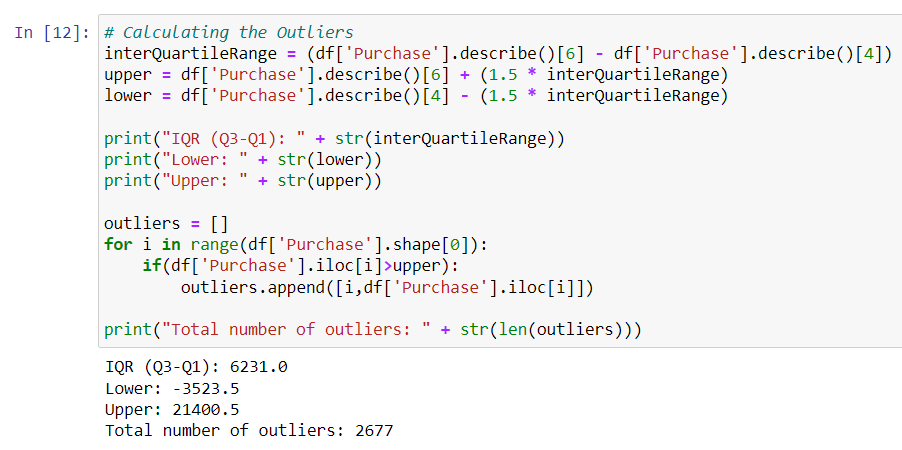 In [12]: # Calculating the Outliers
interQuartileRange = (df['Purchase'].describe()[6] - df['Purchase'].describe()[4])
upper = df['Purchase'].describe()[6] + (1.5 * interQuartileRange)
lower = df['Purchase'].describe()[4] - (1.5 * interQuartileRange)

print("IQR (Q3-Q1): " + str(interQuartileRange))
print("Lower: " + str(lower))
print("Upper: " + str(upper))

outliers = []
for i in range(df['Purchase'].shape[0]):
    if(df['Purchase'].iloc[i]>upper):
        outliers.append([i,df['Purchase'].iloc[i]])

print("Total number of outliers: " + str(len(outliers)))
IQR (Q3-Q1): 6231.0
Lower: -3523.5
Upper: 21400.5
Total number of outliers: 2677